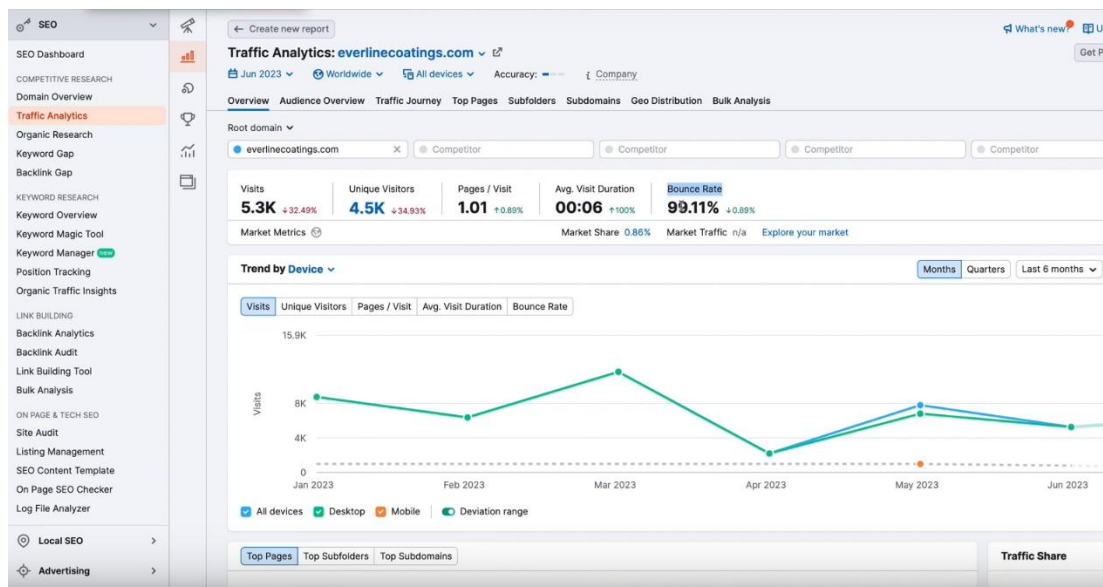 SEO
SEO Dashboard
COMPETITIVE RESEARCH
Domain Overview
Traffic Analytics
Organic Research
Keyword Gap
Backlink Gap
KEYWORD RESEARCH
Keyword Overview
Keyword Magic Tool
Keyword Manager new
Position Tracking
Organic Traffic Insights
LINK BUILDING
Backlink Analytics
Backlink Audit
Link Building Tool
Bulk Analysis
ON PAGE & TECH SEO
Site Audit
Listing Management
SEO Content Template
On Page SEO Checker
Log File Analyzer
Local SEO
Advertising
← Create new report
What's new? U
Traffic Analytics: everlinecoatings.com
Get P
Jun 2023 Worldwide All devices Accuracy: i Company
Overview Audience Overview Traffic Journey Top Pages Subfolders Subdomains Geo Distribution Bulk Analysis
Root domain
everlinecoatings.com × Competitor Competitor Competitor Competitor
Visits Unique Visitors Pages / Visit Avg. Visit Duration Bounce Rate
5.3K ↓32.49% 4.5K ↓34.93% 1.01 ↑0.89% 00:06 ↑100% 99.11% ↓0.89%
Market Metrics Market Share 0.86% Market Traffic n/a Explore your market
Trend by Device Months Quarters Last 6 months
Visits Unique Visitors Pages / Visit Avg. Visit Duration Bounce Rate
15.9K
8K
4K
0
Visits
Jan 2023 Feb 2023 Mar 2023 Apr 2023 May 2023 Jun 2023
All devices Desktop Mobile Deviation range
Top Pages Top Subfolders Top Subdomains
Traffic Share